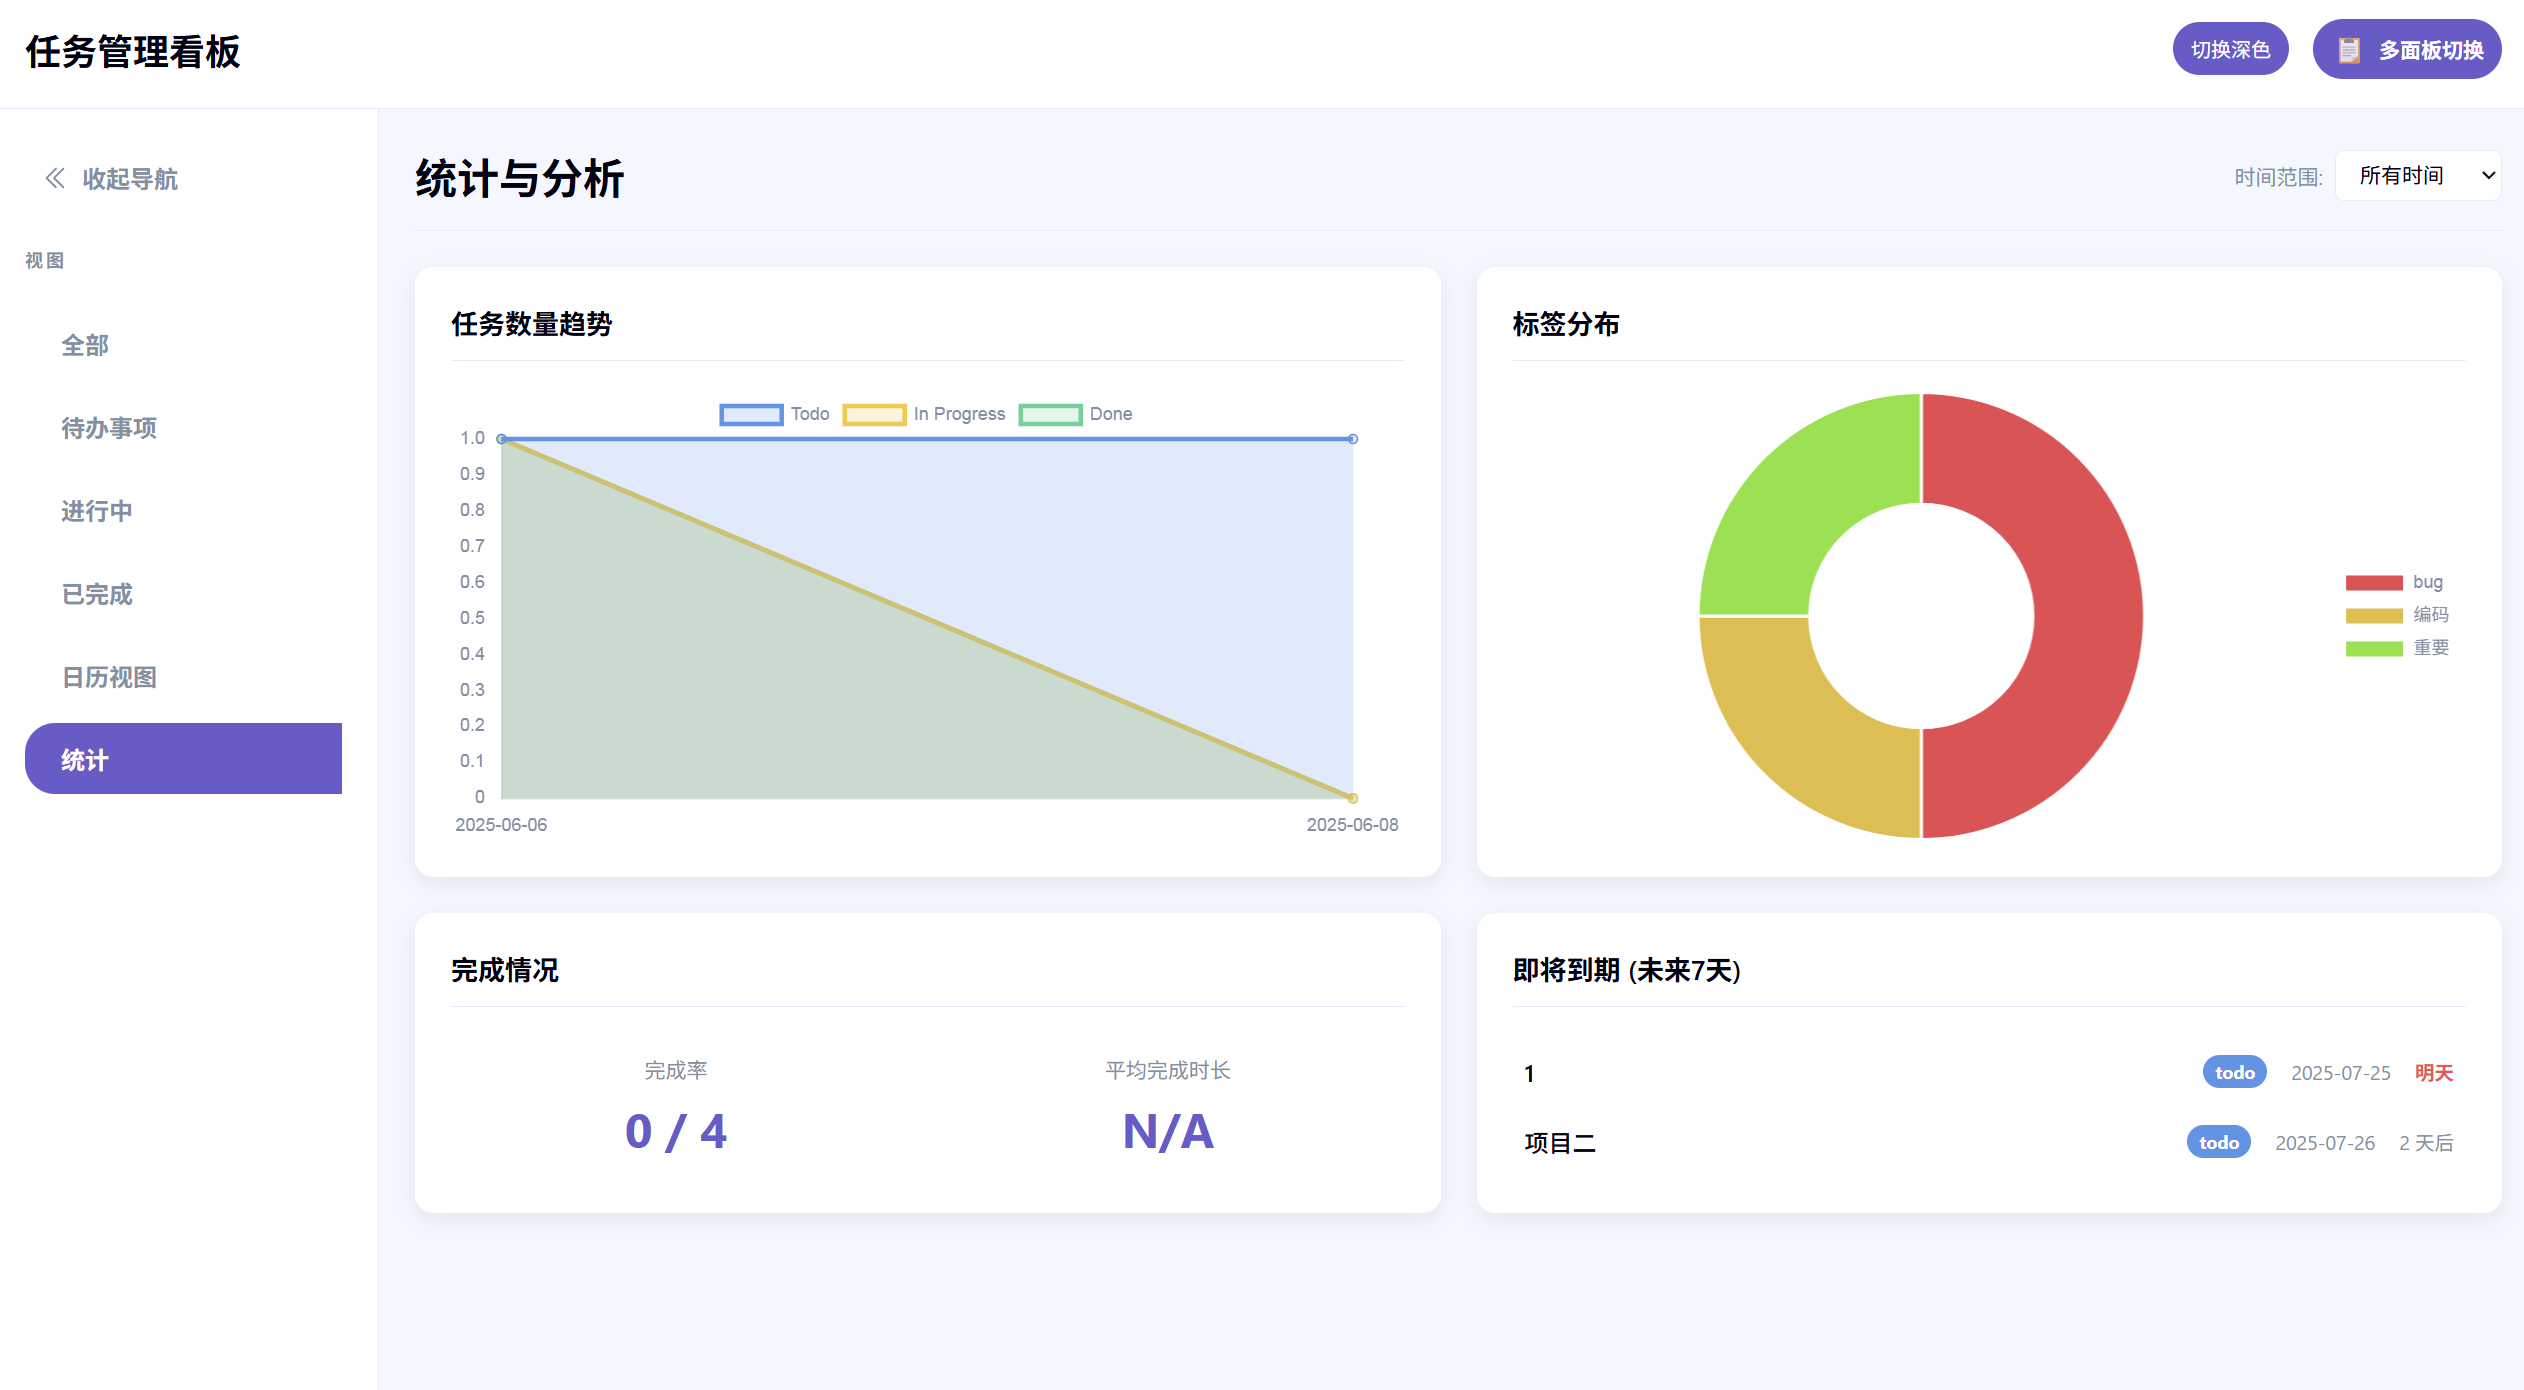 任务管理看板
切换深色
多面板切换
收起导航
视图
全部
待办事项
进行中
已完成
日历视图
统计
统计与分析
时间范围:
所有时间
任务数量趋势
Todo
In Progress
Done
1.0
0.9
0.8
0.7
0.6
0.5
0.4
0.3
0.2
0.1
0
2025-06-06
2025-06-08
标签分布
bug
编码
重要
完成情况
完成率
0 / 4
平均完成时长
N/A
即将到期 (未来7天)
1
todo
2025-07-25
明天
项目二
todo
2025-07-26
2 天后